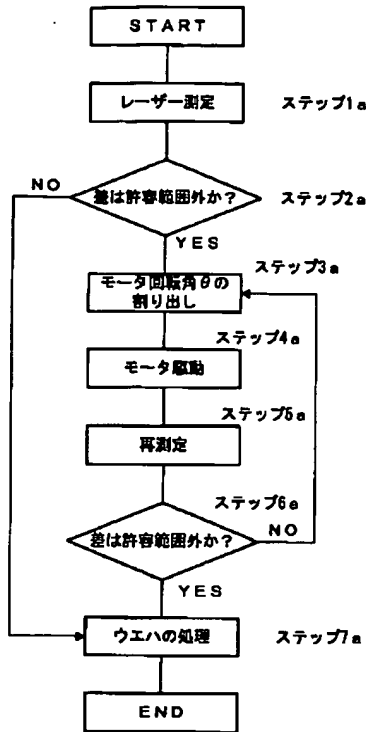 START
レーザー測定 ステップ1a
差は許容範囲外か? ステップ2a
NO
YES
ステップ3a
モータ回転角θの
割り出し
ステップ4a
モータ駆動
ステップ5a
再測定
ステップ6a
差は許容範囲外か?
NO
YES
ウエハの処理 ステップ7a
END